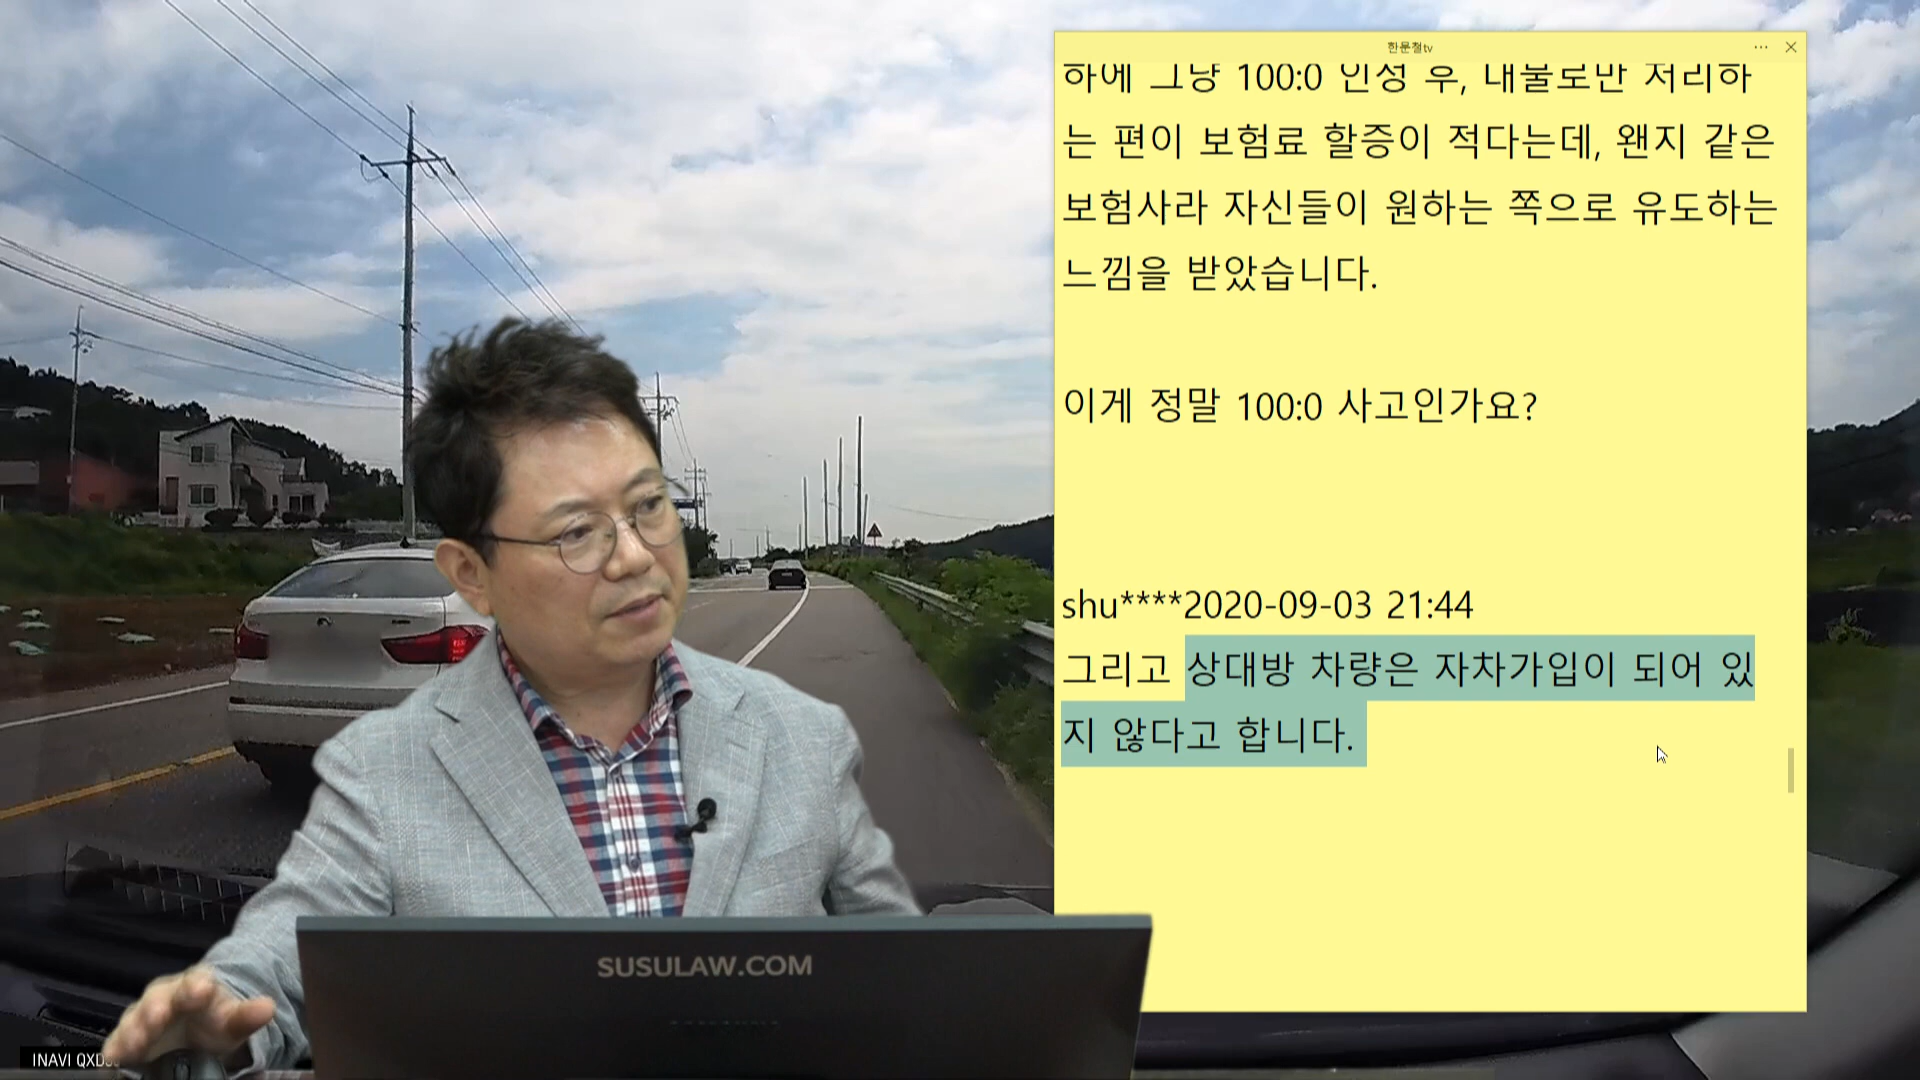 한문철tv
하에 그냥 100:0 인정 후, 대물로만 처리하
는 편이 보험료 할증이 적다는데, 왠지 같은
보험사라 자신들이 원하는 쪽으로 유도하는
느낌을 받았습니다.
이게 정말 100:0 사고인가요?
shu****2020-09-03 21:44
그리고 상대방 차량은 자차가입이 되어 있
지 않다고 합니다.
SUSULAW.COM
INAVI